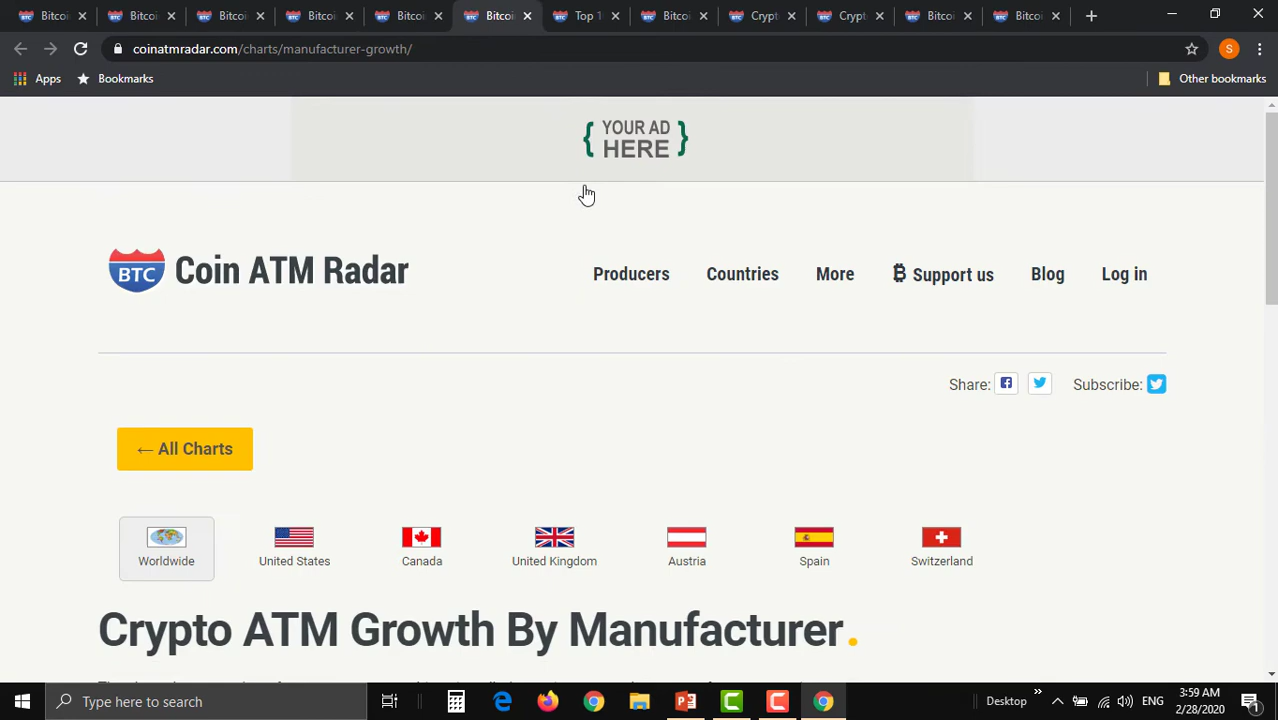 Bitcoi Bitcoi Bitcoi Bitcoi Bitcoi Bitcoi Top 1 Bitcoi Crypt Crypt Bitcoi Bitcoi
coinatmradar.com/charts/manufacturer-growth/ S
Apps Bookmarks Other bookmarks
YOUR AD
HERE
BTC Coin ATM Radar Producers Countries More Support us Blog Log in
Share: Subscribe:
← All Charts
Worldwide United States Canada United Kingdom Austria Spain Switzerland
Crypto ATM Growth By Manufacturer.
Type here to search Desktop ENG 3:59 AM
2/28/2020